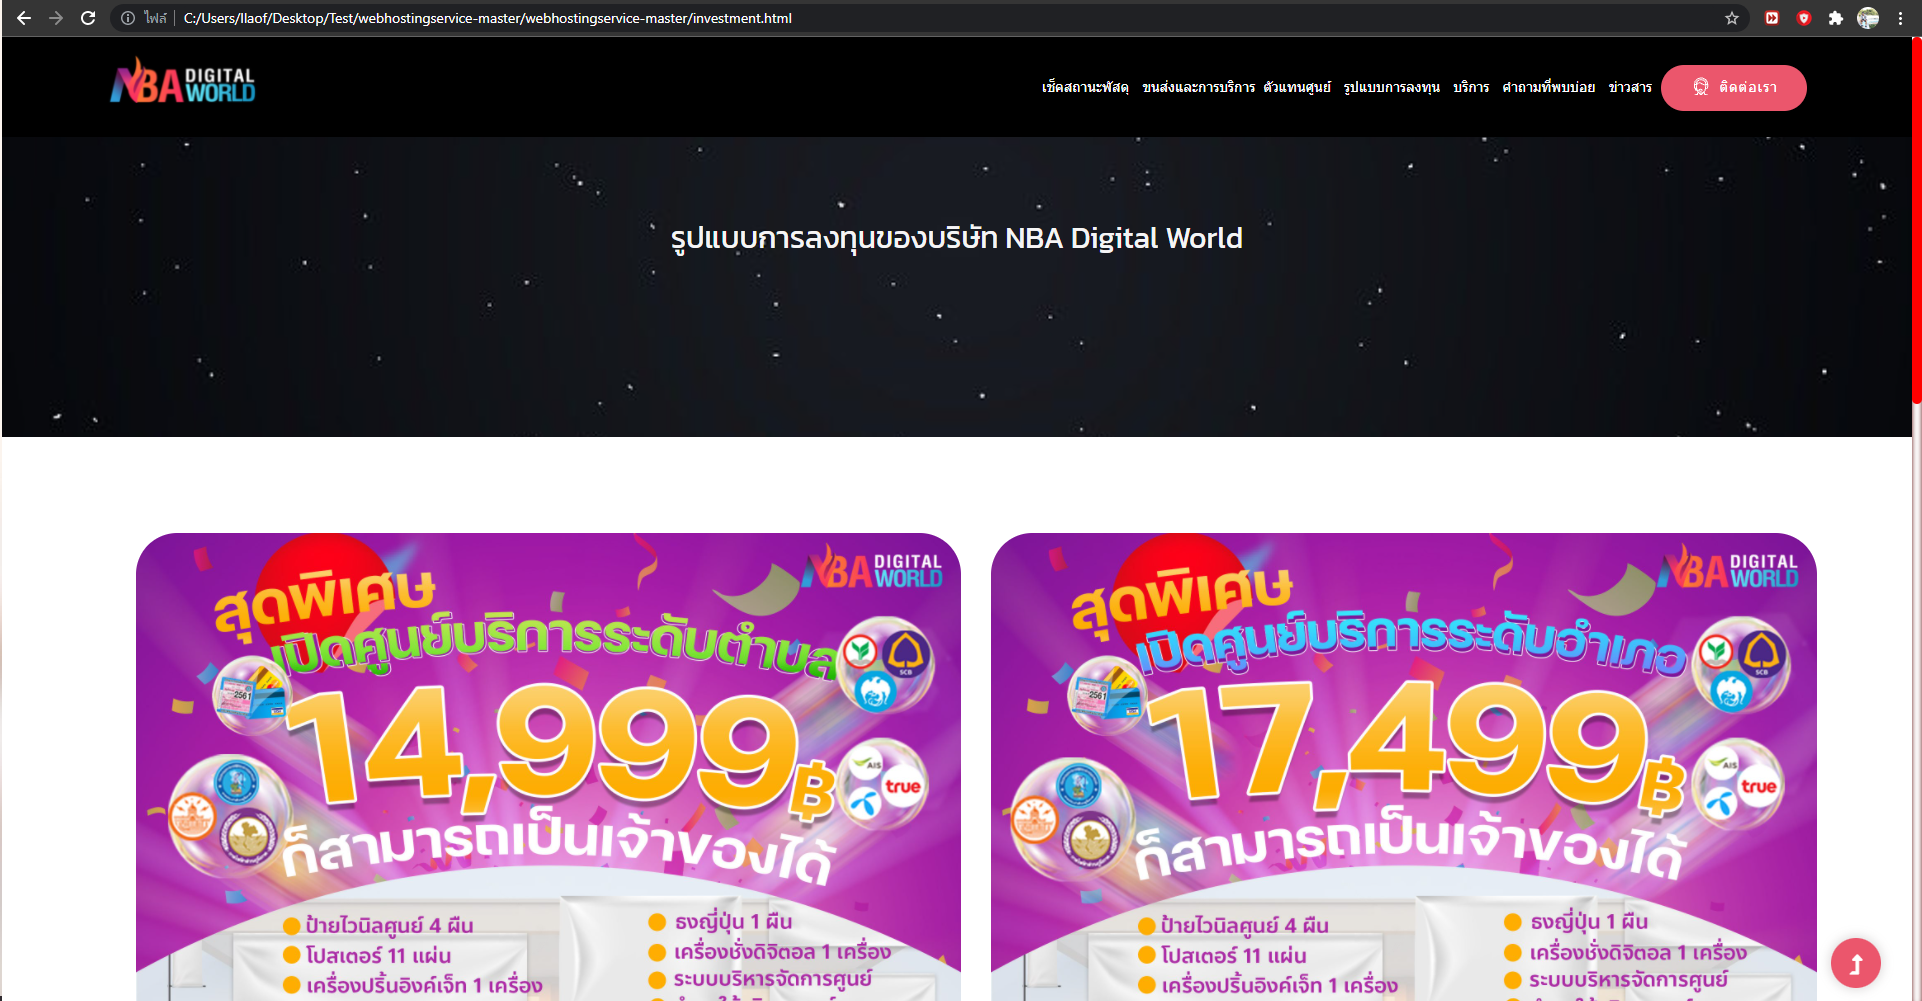 ไฟล์ C:/Users/llaof/Desktop/Test/webhostingservice-master/webhostingservice-master/investment.html
NBA DIGITAL WORLD
เช็คสถานะพัสดุ ขนส่งและการบริการ ตัวแทนศูนย์ รูปแบบการลงทุน บริการ คำถามที่พบบ่อย ข่าวสาร ติดต่อเรา
รูปแบบการลงทุนของบริษัท NBA Digital World
NBA DIGITAL WORLD
สุดพิเศษ
เปิดศูนย์บริการระดับตำบล
SCB
2561
14,999฿
AIS
true
ก็สามารถเป็นเจ้าของได้
ป้ายไวนิลศูนย์ 4 ผืน
โปสเตอร์ 11 แผ่น
เครื่องปริ้นอิงค์เจ็ท 1 เครื่อง
ธงญี่ปุ่น 1 ผืน
เครื่องชั่งดิจิตอล 1 เครื่อง
ระบบบริหารจัดการศูนย์
NBA DIGITAL WORLD
สุดพิเศษ
เปิดศูนย์บริการระดับอำเภอ
SCB
2561
17,499฿
AIS
true
ก็สามารถเป็นเจ้าของได้
ป้ายไวนิลศูนย์ 4 ผืน
โปสเตอร์ 11 แผ่น
เครื่องปริ้นอิงค์เจ็ท 1 เครื่อง
ธงญี่ปุ่น 1 ผืน
เครื่องชั่งดิจิตอล 1 เครื่อง
ระบบบริหารจัดการศูนย์